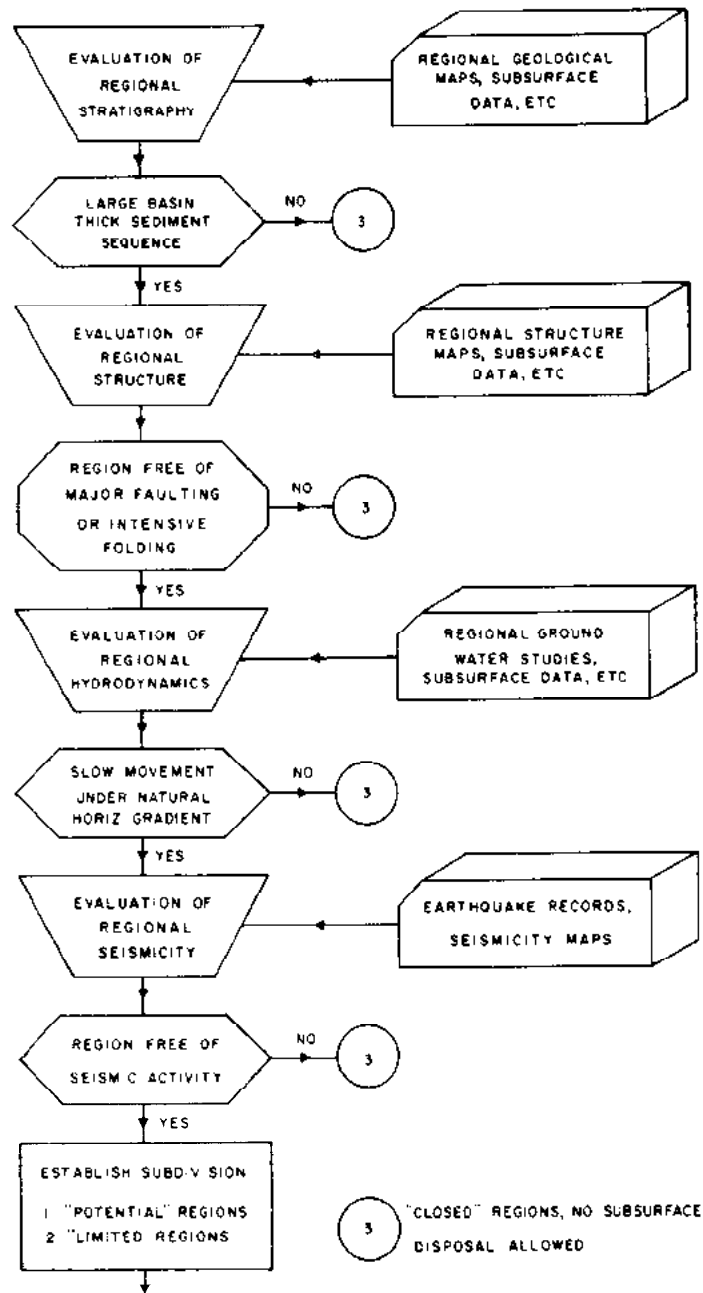 EVALUATION OF
REGIONAL
STRATIGRAPHY
REGIONAL GEOLOGICAL
MAPS, SUBSURFACE
DATA, ETC
LARGE BASIN
THICK SEDIMENT
SEQUENCE
NO
3
YES
EVALUATION OF
REGIONAL
STRUCTURE
REGIONAL STRUCTURE
MAPS, SUBSURFACE
DATA, ETC
REGION FREE OF
MAJOR FAULTING
OR INTENSIVE
FOLDING
NO
3
YES
EVALUATION OF
REGIONAL
HYDRODYNAMICS
REGIONAL GROUND
WATER STUDIES,
SUBSURFACE DATA, ETC
SLOW MOVEMENT
UNDER NATURAL
HORIZ GRADIENT
NO
3
YES
EVALUATION OF
REGIONAL
SEISMICITY
EARTHQUAKE RECORDS,
SEISMICITY MAPS
REGION FREE OF
SEISM C ACTIVITY
NO
3
YES
ESTABLISH SUBDIV SION
1 "POTENTIAL" REGIONS
2 "LIMITED REGIONS
3
"CLOSED" REGIONS, NO SUBSURFACE
DISPOSAL ALLOWED